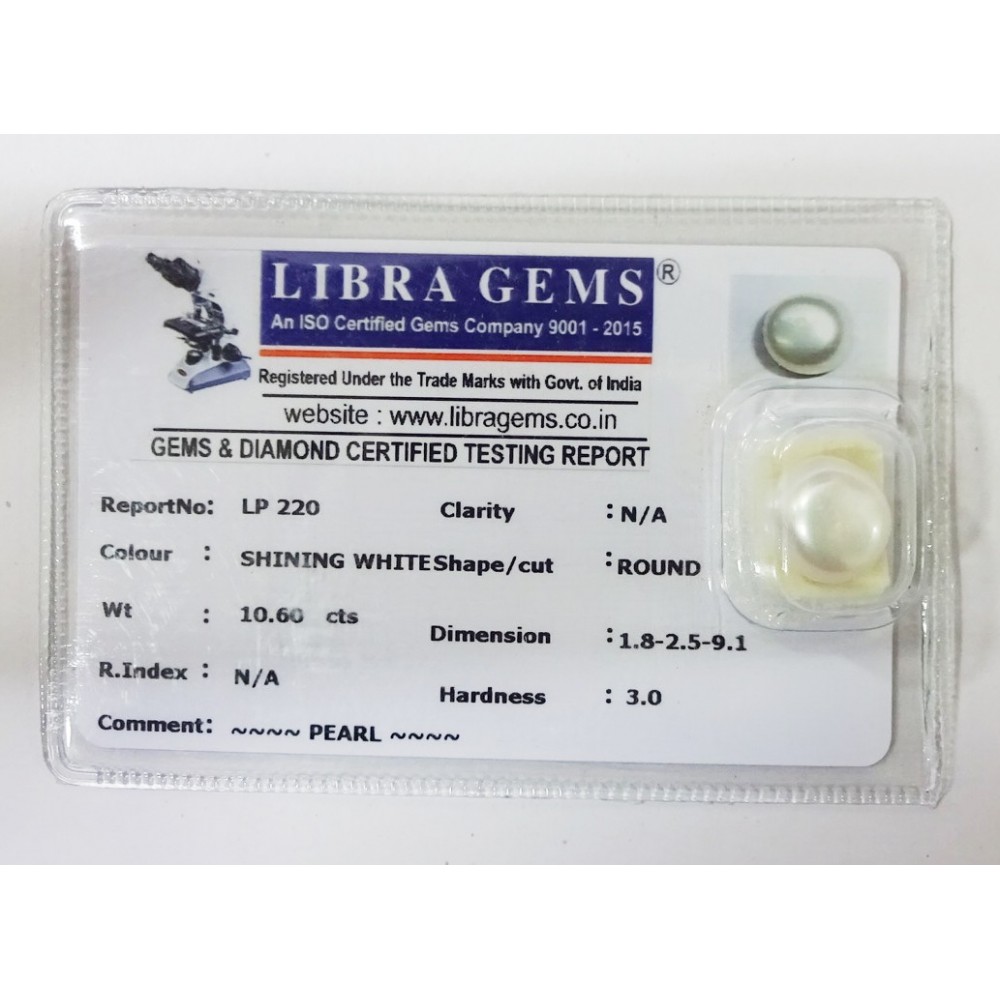 LIBRA GEMS ®
An ISO Certified Gems Company 9001 - 2015
Registered Under the Trade Marks with Govt. of India
website : www.libragems.co.in
GEMS & DIAMOND CERTIFIED TESTING REPORT
ReportNo: LP 220 Clarity : N/A
Colour : SHINING WHITE Shape/cut : ROUND
Wt : 10.60 cts Dimension : 1.8-2.5-9.1
R.Index : N/A Hardness : 3.0
Comment: ~~~~ PEARL ~~~~